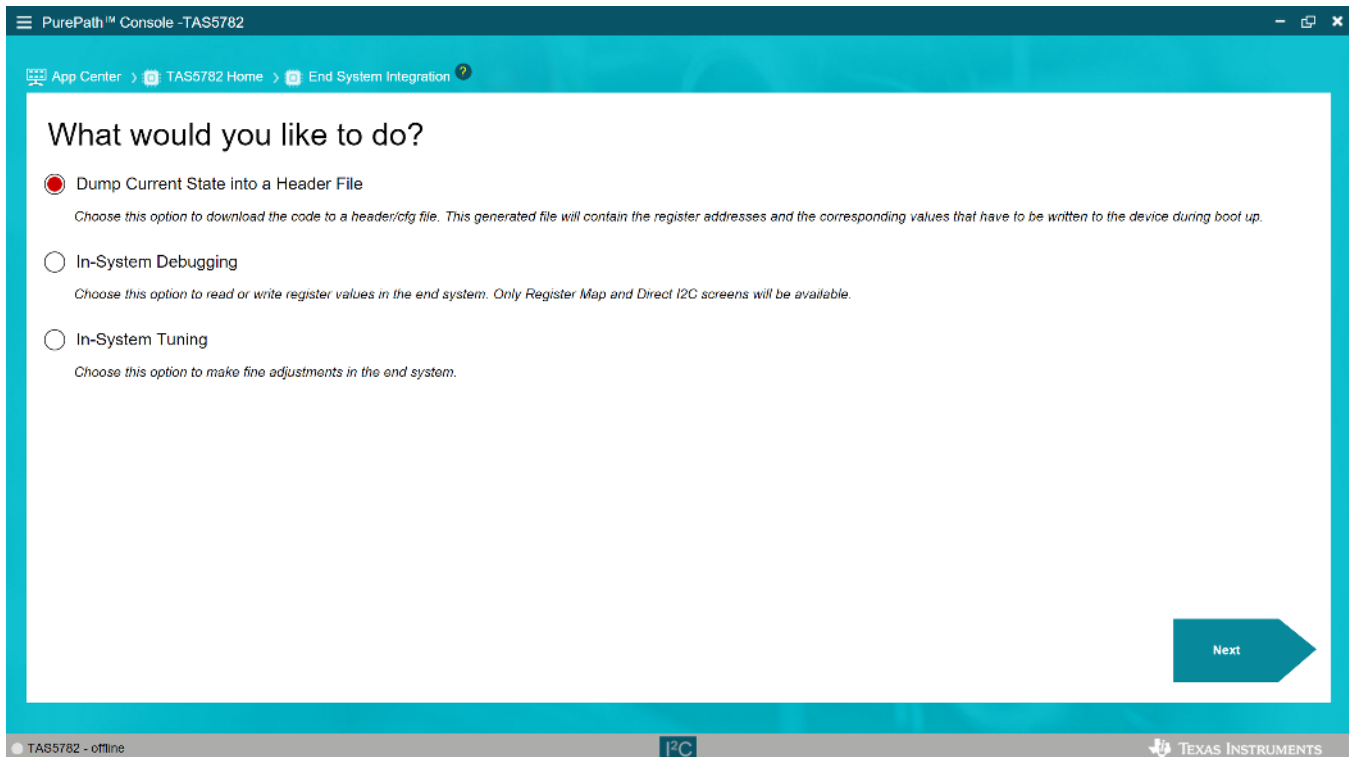 PurePath™ Console -TAS5782
App Center > TAS5782 Home > End System Integration ?
What would you like to do?
Dump Current State into a Header File
Choose this option to download the code to a header/cfg file. This generated file will contain the register addresses and the corresponding values that have to be written to the device during boot up.
In-System Debugging
Choose this option to read or write register values in the end system. Only Register Map and Direct I2C screens will be available.
In-System Tuning
Choose this option to make fine adjustments in the end system.
Next
TAS5782 - offline
I²C
TEXAS INSTRUMENTS